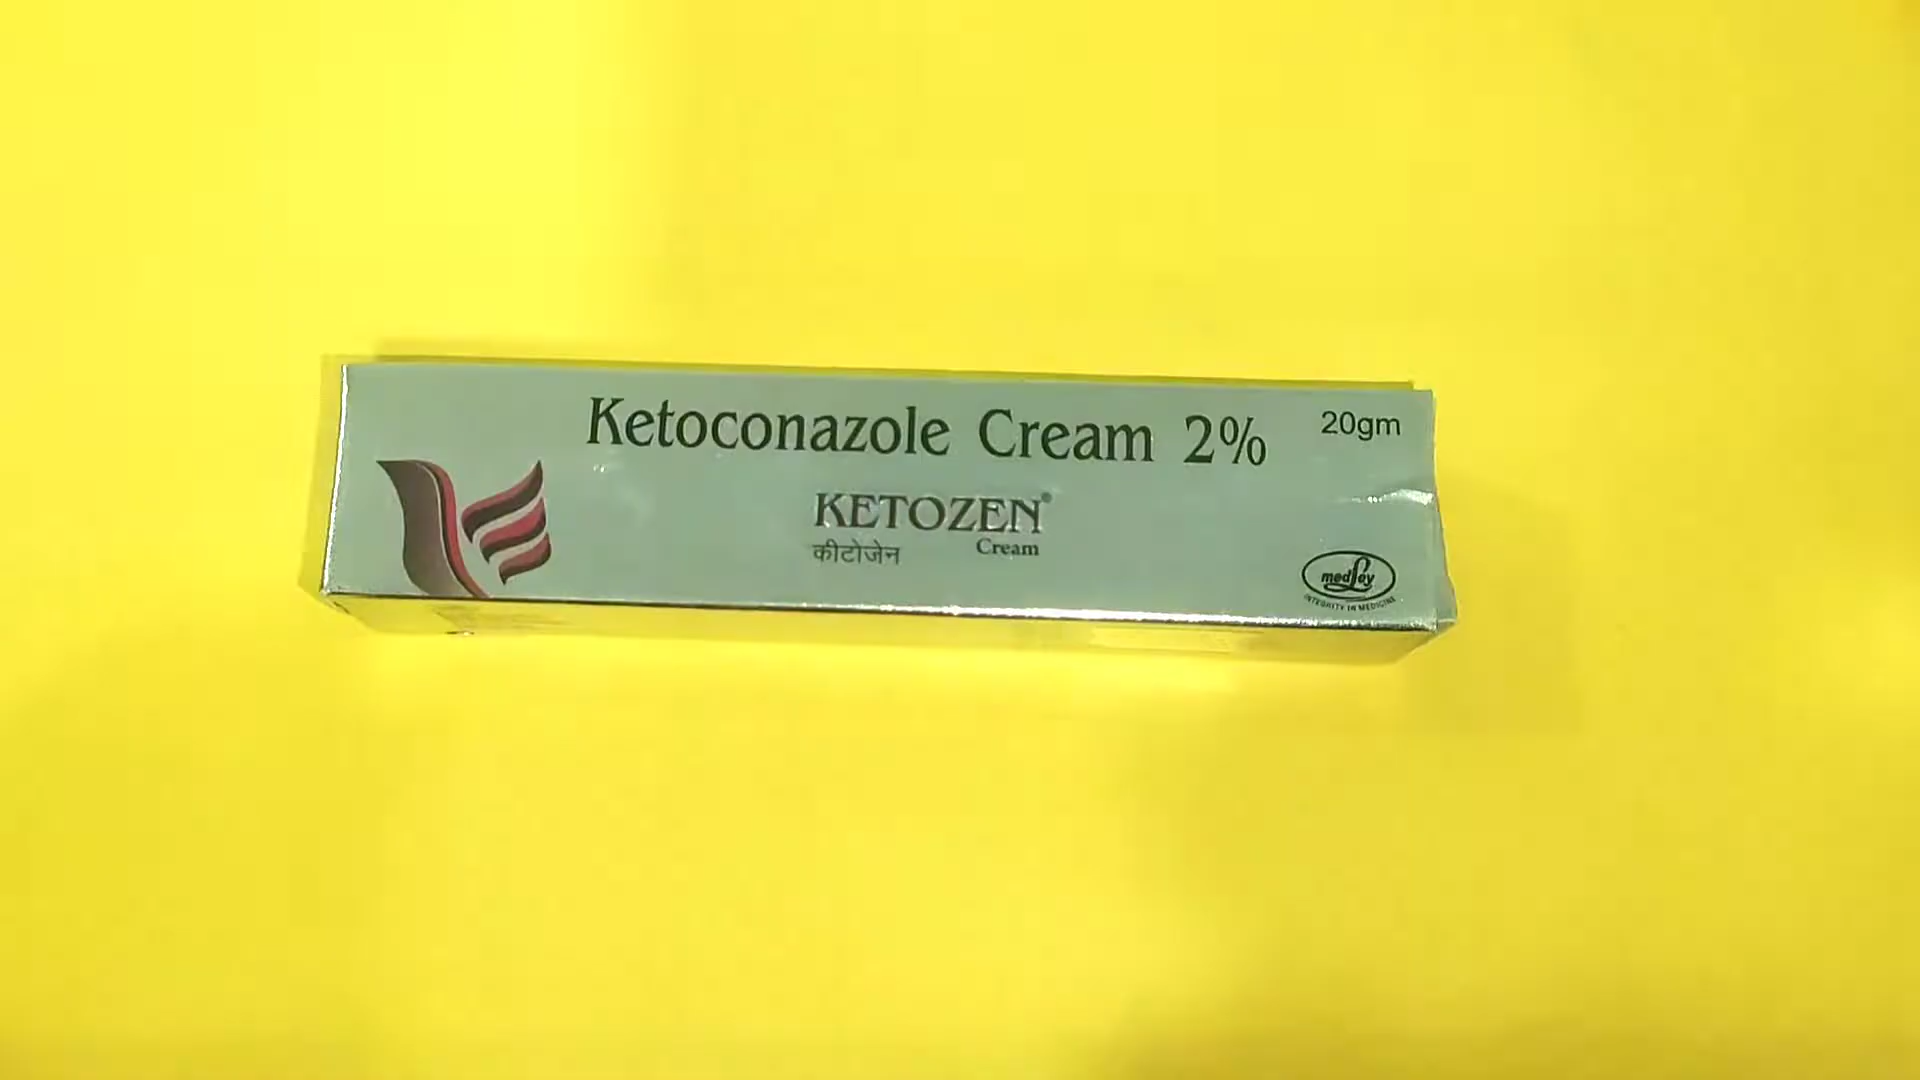 Ketoconazole Cream 2%
20gm
KETOZEN®
कीटोजेन
Cream
medley
INTEGRITY IN MEDICINE